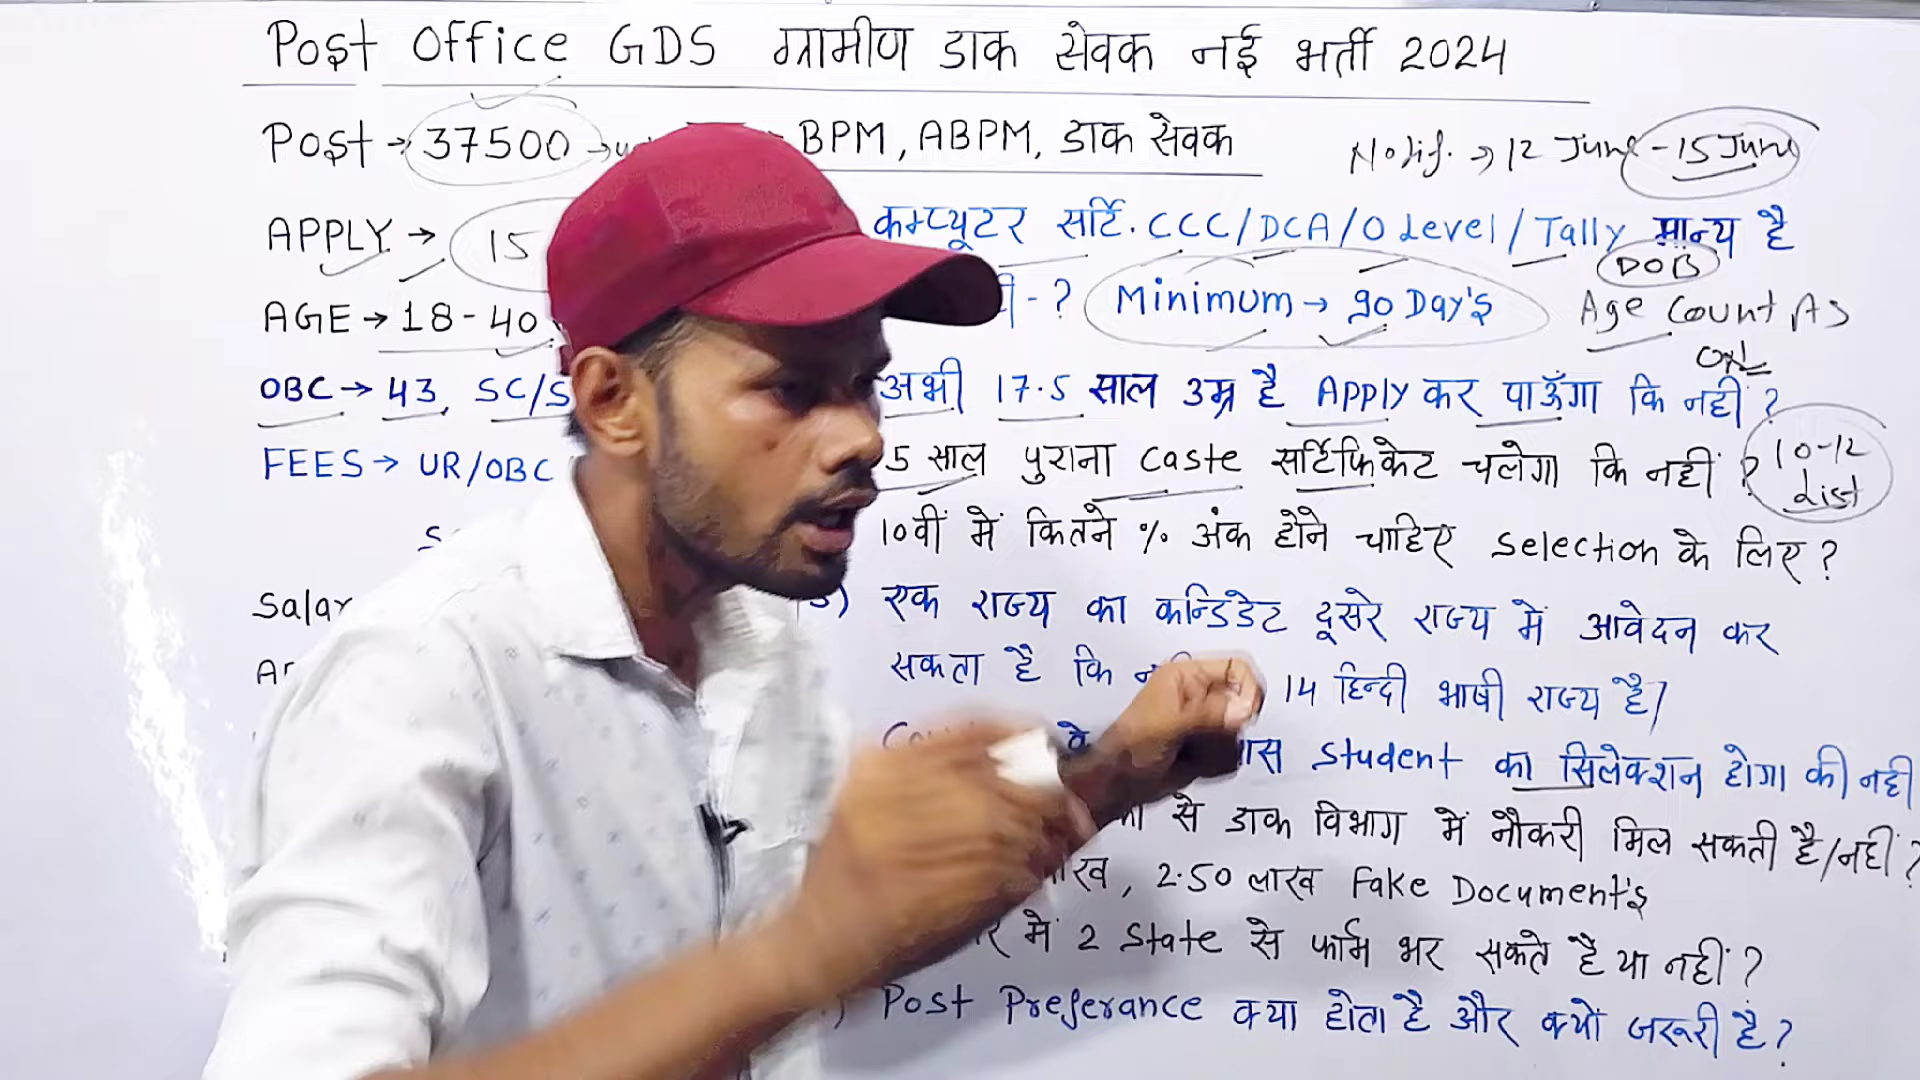 Post Office GDS ग्रामीण डाक सेवक नई भर्ती 2024
Post → 37500 → BPM, ABPM, डाक सेवक
Notif. → 12 June - 15 June
APPLY → 15
कम्प्यूटर सर्टि. CCC/DCA/O Level/Tally मान्य है
DOB
AGE → 18-40
- ? Minimum → 90 Day's
Age Count As
OBC → 43, SC/S
अभी 17.5 साल उम्र है Apply कर पाऊँगा कि नहीं ?
FEES → UR/OBC
5 साल पुराना Caste सर्टिफिकेट चलेगा कि नहीं ?
10-12
List
10वीं में कितने % अंक होने चाहिए Selection के लिए ?
Salar
एक राज्य का कन्डिडेट दूसरे राज्य में आवेदन कर
सकता है कि 14 हिन्दी भाषी राज्य है/
Student का सिलेक्शन होगा की नही
से डाक विभाग में नौकरी मिल सकती है/नहीं ?
, 2.50 लाख Fake Document's
में 2 State से फॉर्म भर सकते है या नहीं ?
Post Preferance क्या होता है और क्यों जरूरी है ?